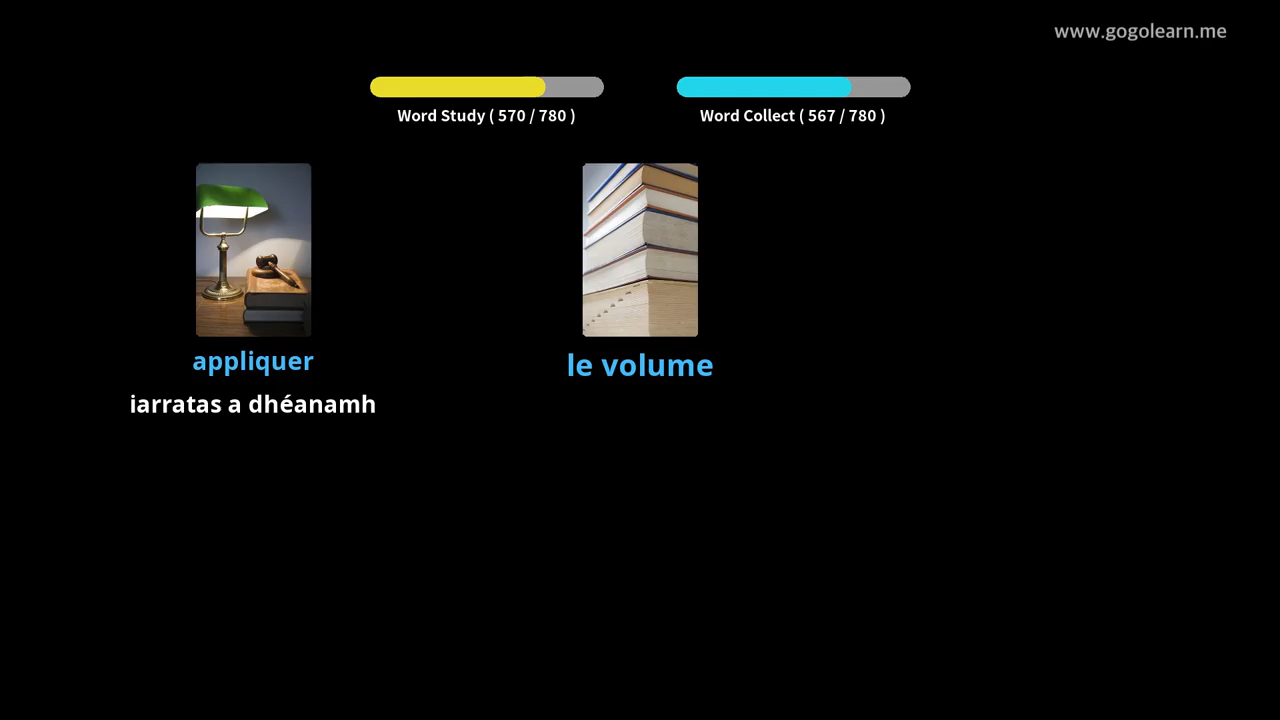 www.gogolearn.me
Word Study ( 570 / 780 )
Word Collect ( 567 / 780 )
appliquer
iarratas a dhéanamh
le volume